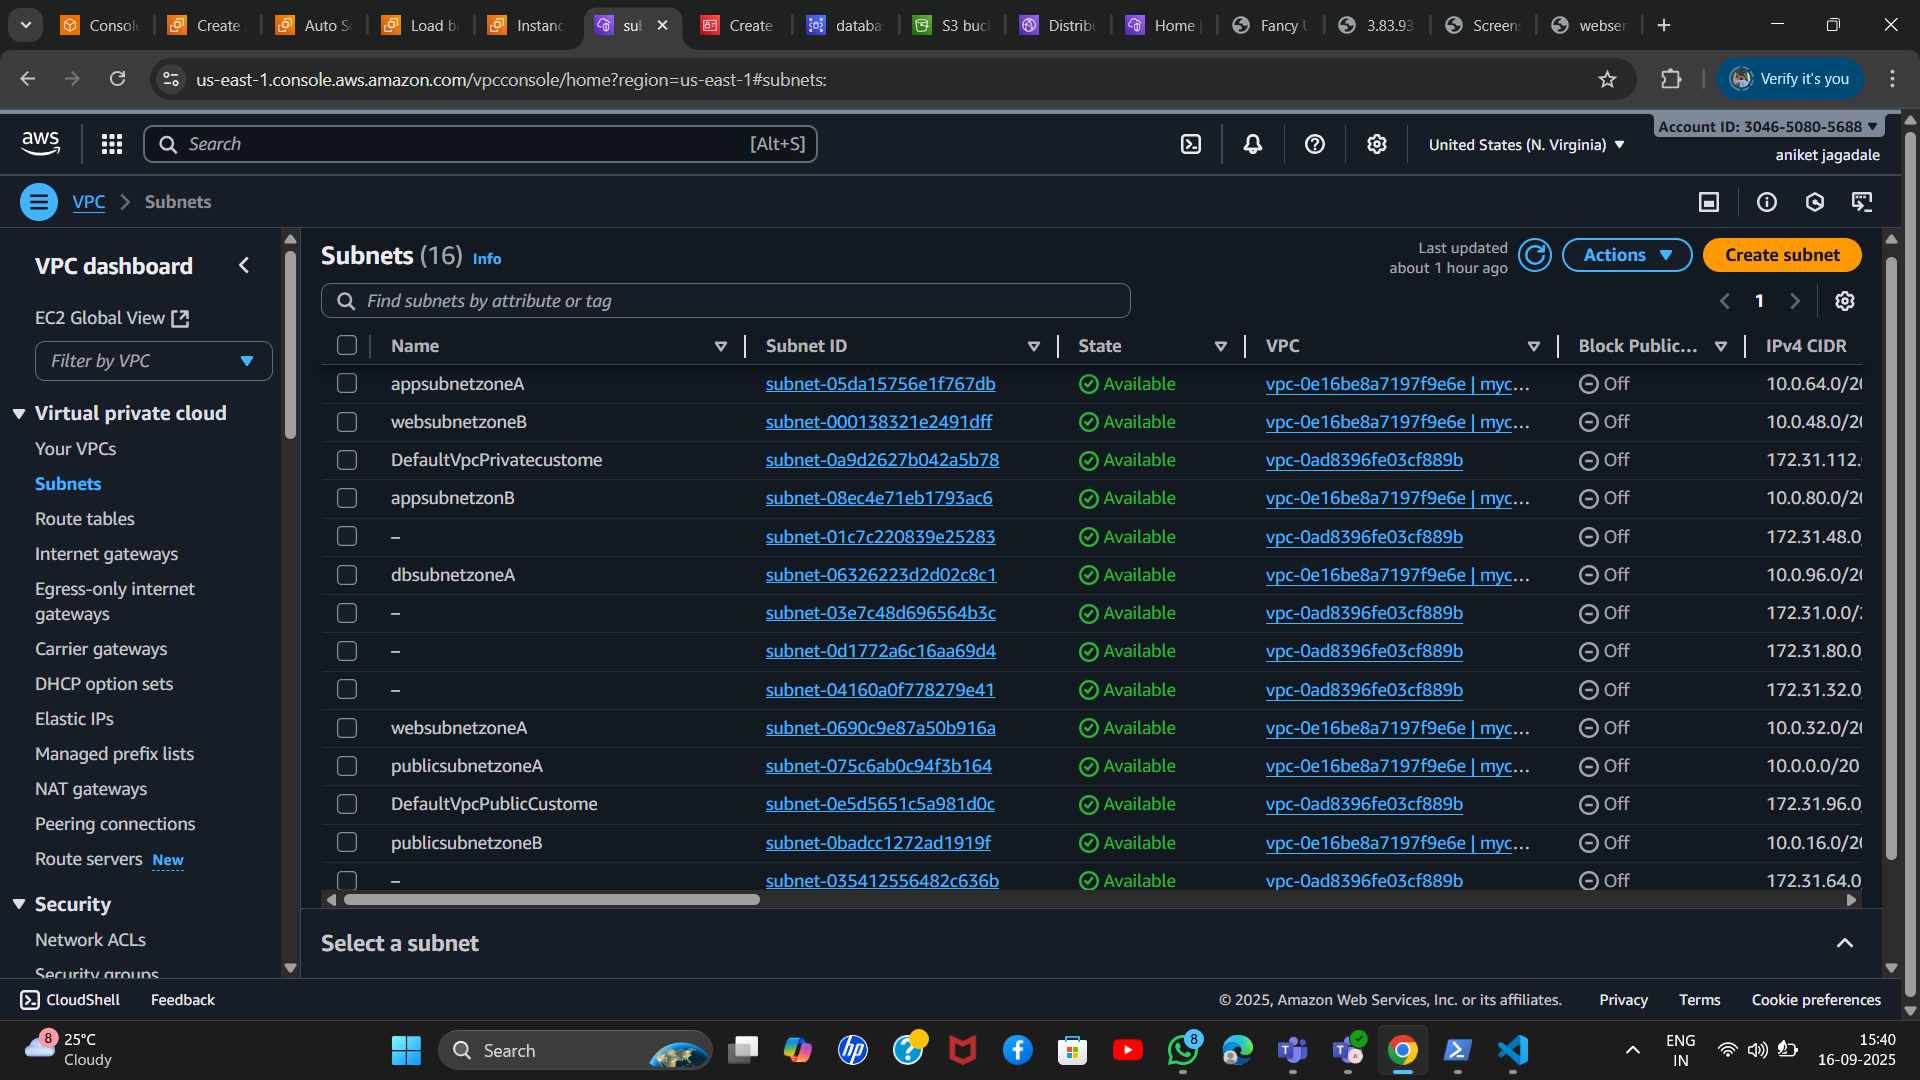 Console
Create
Auto Sc
Load b
Instanc
sul
Create
databa
S3 buc
Distribu
Home |
Fancy U
3.83.93
Screens
webser
us-east-1.console.aws.amazon.com/vpcconsole/home?region=us-east-1#subnets:
Verify it's you
aws
Search
[Alt+S]
United States (N. Virginia)
Account ID: 3046-5080-5688
aniket jagadale
VPC
Subnets
VPC dashboard
EC2 Global View
Filter by VPC
Virtual private cloud
Your VPCs
Subnets
Route tables
Internet gateways
Egress-only internet
gateways
Carrier gateways
DHCP option sets
Elastic IPs
Managed prefix lists
NAT gateways
Peering connections
Route servers New
Security
Network ACLs
Security groups
Subnets (16) Info
Last updated
about 1 hour ago
Actions
Create subnet
Find subnets by attribute or tag
1
Name Subnet ID State VPC Block Public... IPv4 CIDR
appsubnetzoneA subnet-05da15756e1f767db Available vpc-0e16be8a7197f9e6e | myc... Off 10.0.64.0/20
websubnetzoneB subnet-000138321e2491dff Available vpc-0e16be8a7197f9e6e | myc... Off 10.0.48.0/20
DefaultVpcPrivatecustome subnet-0a9d2627b042a5b78 Available vpc-0ad8396fe03cf889b Off 172.31.112.
appsubnetzonB subnet-08ec4e71eb1793ac6 Available vpc-0e16be8a7197f9e6e | myc... Off 10.0.80.0/20
– subnet-01c7c220839e25283 Available vpc-0ad8396fe03cf889b Off 172.31.48.0
dbsubnetzoneA subnet-06326223d2d02c8c1 Available vpc-0e16be8a7197f9e6e | myc... Off 10.0.96.0/20
– subnet-03e7c48d696564b3c Available vpc-0ad8396fe03cf889b Off 172.31.0.0/
– subnet-0d1772a6c16aa69d4 Available vpc-0ad8396fe03cf889b Off 172.31.80.0
– subnet-04160a0f778279e41 Available vpc-0ad8396fe03cf889b Off 172.31.32.0
websubnetzoneA subnet-0690c9e87a50b916a Available vpc-0e16be8a7197f9e6e | myc... Off 10.0.32.0/20
publicsubnetzoneA subnet-075c6ab0c94f3b164 Available vpc-0e16be8a7197f9e6e | myc... Off 10.0.0.0/20
DefaultVpcPublicCustome subnet-0e5d5651c5a981d0c Available vpc-0ad8396fe03cf889b Off 172.31.96.0
publicsubnetzoneB subnet-0badcc1272ad1919f Available vpc-0e16be8a7197f9e6e | myc... Off 10.0.16.0/20
– subnet-035412556482c636b Available vpc-0ad8396fe03cf889b Off 172.31.64.0
Select a subnet
CloudShell
Feedback
© 2025, Amazon Web Services, Inc. or its affiliates.
Privacy
Terms
Cookie preferences
8
25°C
Cloudy
Search
hp
8
ENG
IN
15:40
16-09-2025